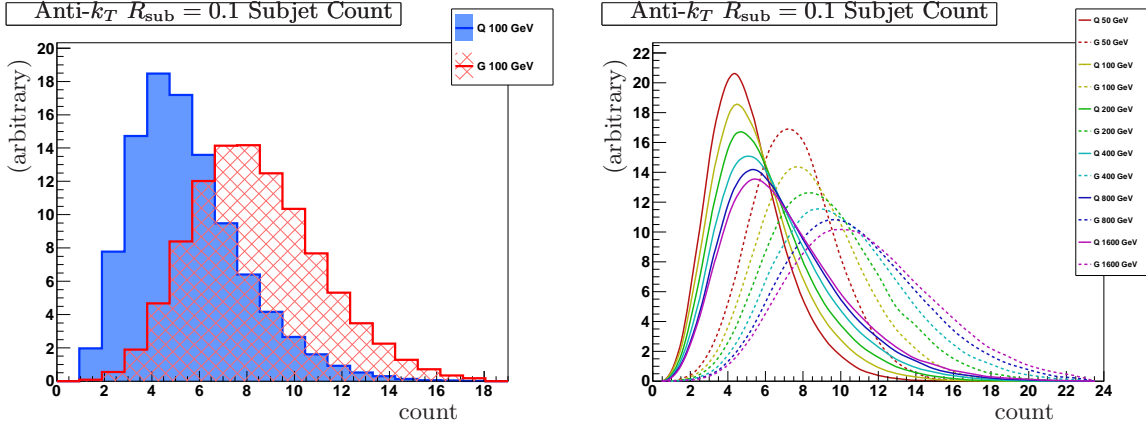 Anti-k_T R_sub = 0.1 Subjet Count
Q 100 GeV
G 100 GeV
(arbitrary)
20
18
16
14
12
10
8
6
4
2
0
0 2 4 6 8 10 12 14 16 18
count
Anti-k_T R_sub = 0.1 Subjet Count
Q 50 GeV
G 50 GeV
Q 100 GeV
G 100 GeV
Q 200 GeV
G 200 GeV
Q 400 GeV
G 400 GeV
Q 800 GeV
G 800 GeV
Q 1600 GeV
G 1600 GeV
(arbitrary)
22
20
18
16
14
12
10
8
6
4
2
0
0 2 4 6 8 10 12 14 16 18 20 22 24
count